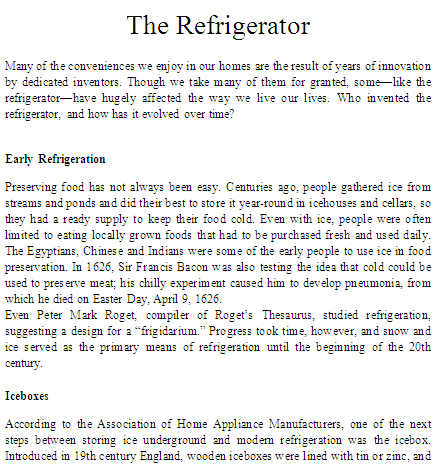 The Refrigerator
Many of the conveniences we enjoy in our homes are the result of years of innovation
by dedicated inventors. Though we take many of them for granted, some—like the
refrigerator—have hugely affected the way we live our lives. Who invented the
refrigerator, and how has it evolved over time?
Early Refrigeration
Preserving food has not always been easy. Centuries ago, people gathered ice from
streams and ponds and did their best to store it year-round in icehouses and cellars, so
they had a ready supply to keep their food cold. Even with ice, people were often
limited to eating locally grown foods that had to be purchased fresh and used daily.
The Egyptians, Chinese and Indians were some of the early people to use ice in food
preservation. In 1626, Sir Francis Bacon was also testing the idea that cold could be
used to preserve meat; his chilly experiment caused him to develop pneumonia, from
which he died on Easter Day, April 9, 1626.
Even Peter Mark Roget, compiler of Roget’s Thesaurus, studied refrigeration,
suggesting a design for a “frigidarium.” Progress took time, however, and snow and
ice served as the primary means of refrigeration until the beginning of the 20th
century.
Iceboxes
According to the Association of Home Appliance Manufacturers, one of the next
steps between storing ice underground and modern refrigeration was the icebox.
Introduced in 19th century England, wooden iceboxes were lined with tin or zinc, and